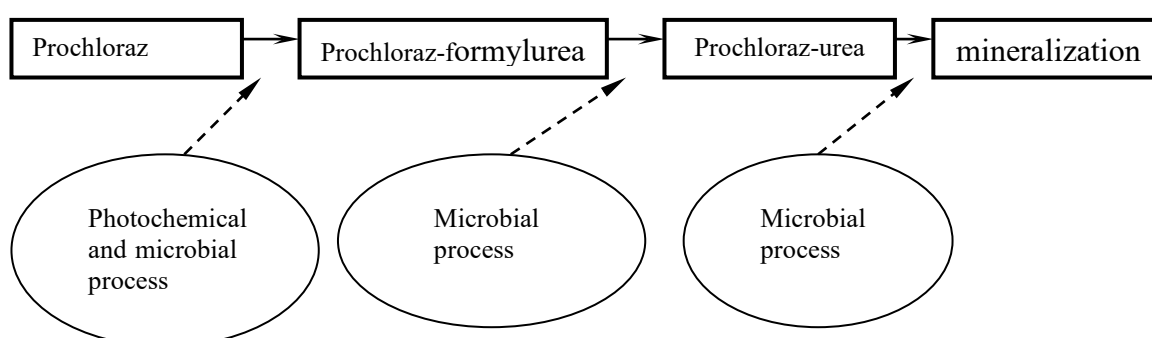 Prochloraz
Prochloraz-formylurea
Prochloraz-urea
mineralization
Photochemical
and microbial
process
Microbial
process
Microbial
process